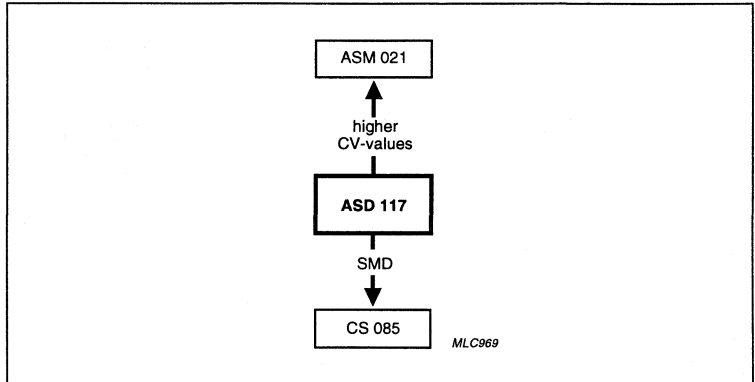 ASM 021
higher
CV-values
ASD 117
SMD
CS 085
MLC969